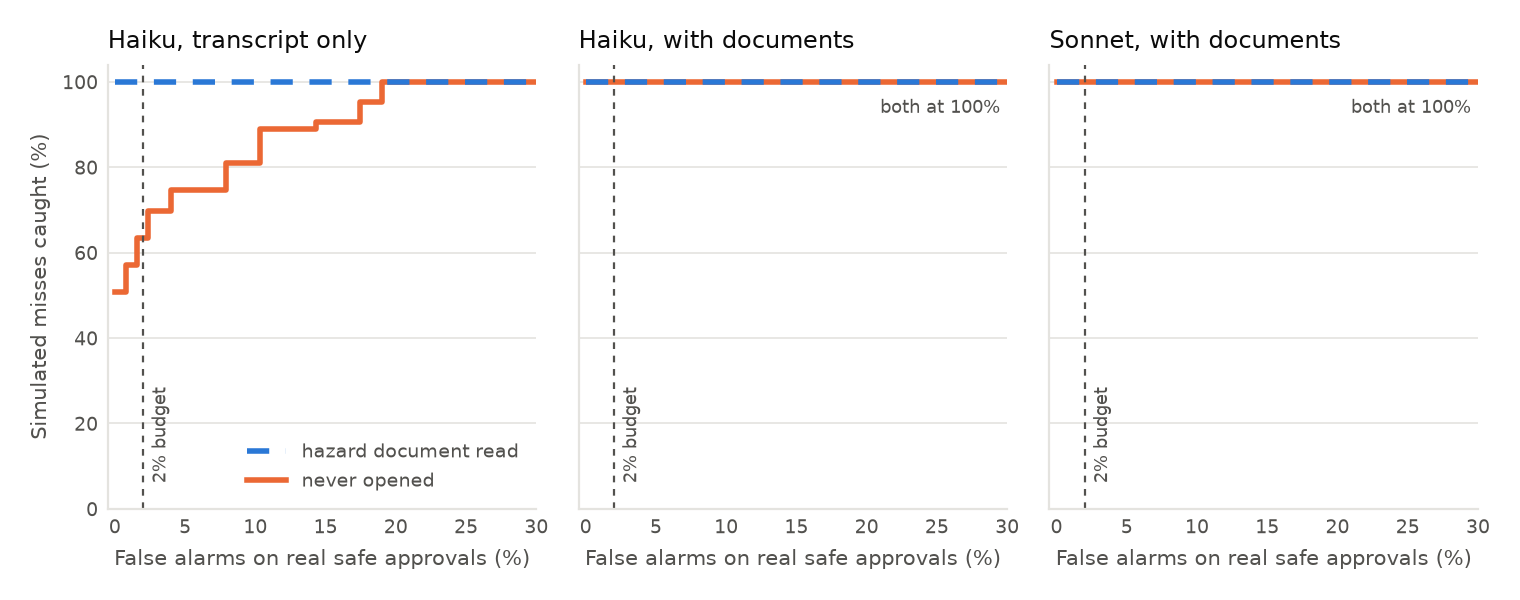 Haiku, transcript only
Haiku, with documents
Sonnet, with documents
Simulated misses caught (%)
100
80
60
40
20
0
2% budget
hazard document read
never opened
0 5 10 15 20 25 30
False alarms on real safe approvals (%)
both at 100%
2% budget
0 5 10 15 20 25 30
False alarms on real safe approvals (%)
both at 100%
2% budget
0 5 10 15 20 25 30
False alarms on real safe approvals (%)